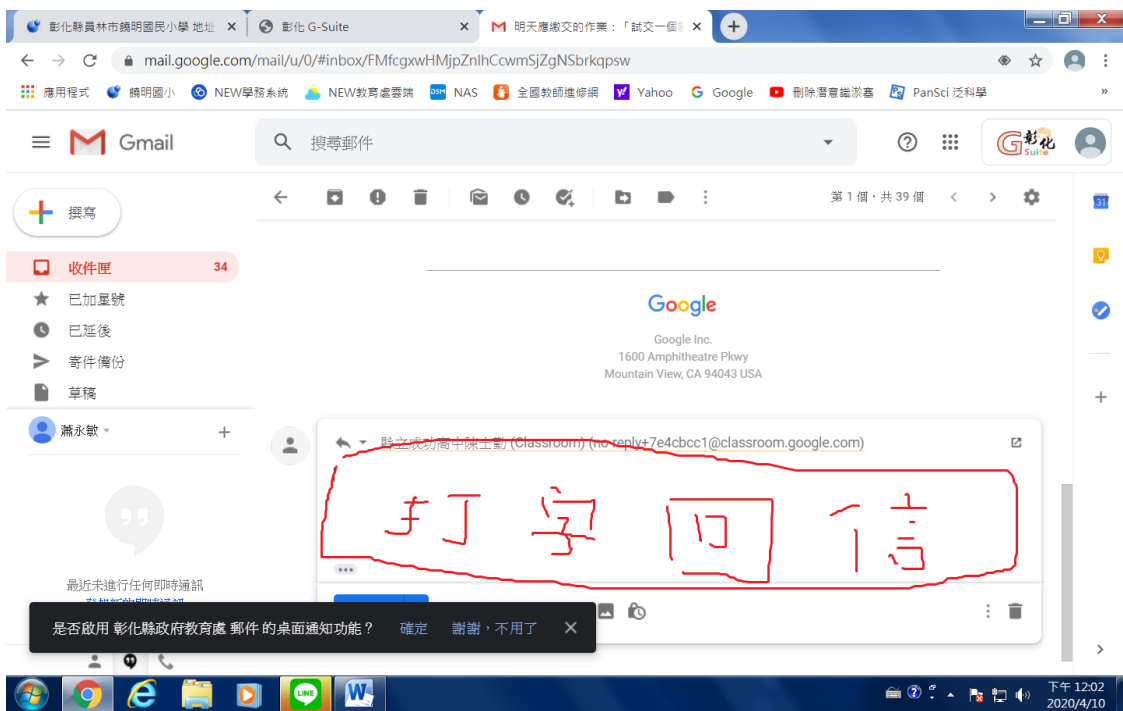 彰化縣員林市饒明國民小學 地址
彰化 G-Suite
明天應繳交的作業：「試交一個
mail.google.com/mail/u/0/#inbox/FMfcgxwHMjpZnlhCcwmSjZgNSbrkqpsw
應用程式 饒明國小 NEW學務系統 NEW教育處雲端 DSM NAS 全國教師進修網 Yahoo Google 刪除潛意識淤塞 PanSci 泛科學 »
Gmail 搜尋郵件 G彰化 Suite
撰寫 第 1 個，共 39 個 31
收件匣 34
已加星號
已延後
寄件備份
草稿
Google
Google Inc.
1600 Amphitheatre Pkwy
Mountain View, CA 94043 USA
蕭永敏
縣立成功高中陳士勤 (Classroom) (no-reply+7e4cbcc1@classroom.google.com)
打字回信
最近未進行任何即時通訊
是否啟用 彰化縣政府教育處 郵件 的桌面通知功能？ 確定 謝謝，不用了
LINE W 下午 12:02
2020/4/10